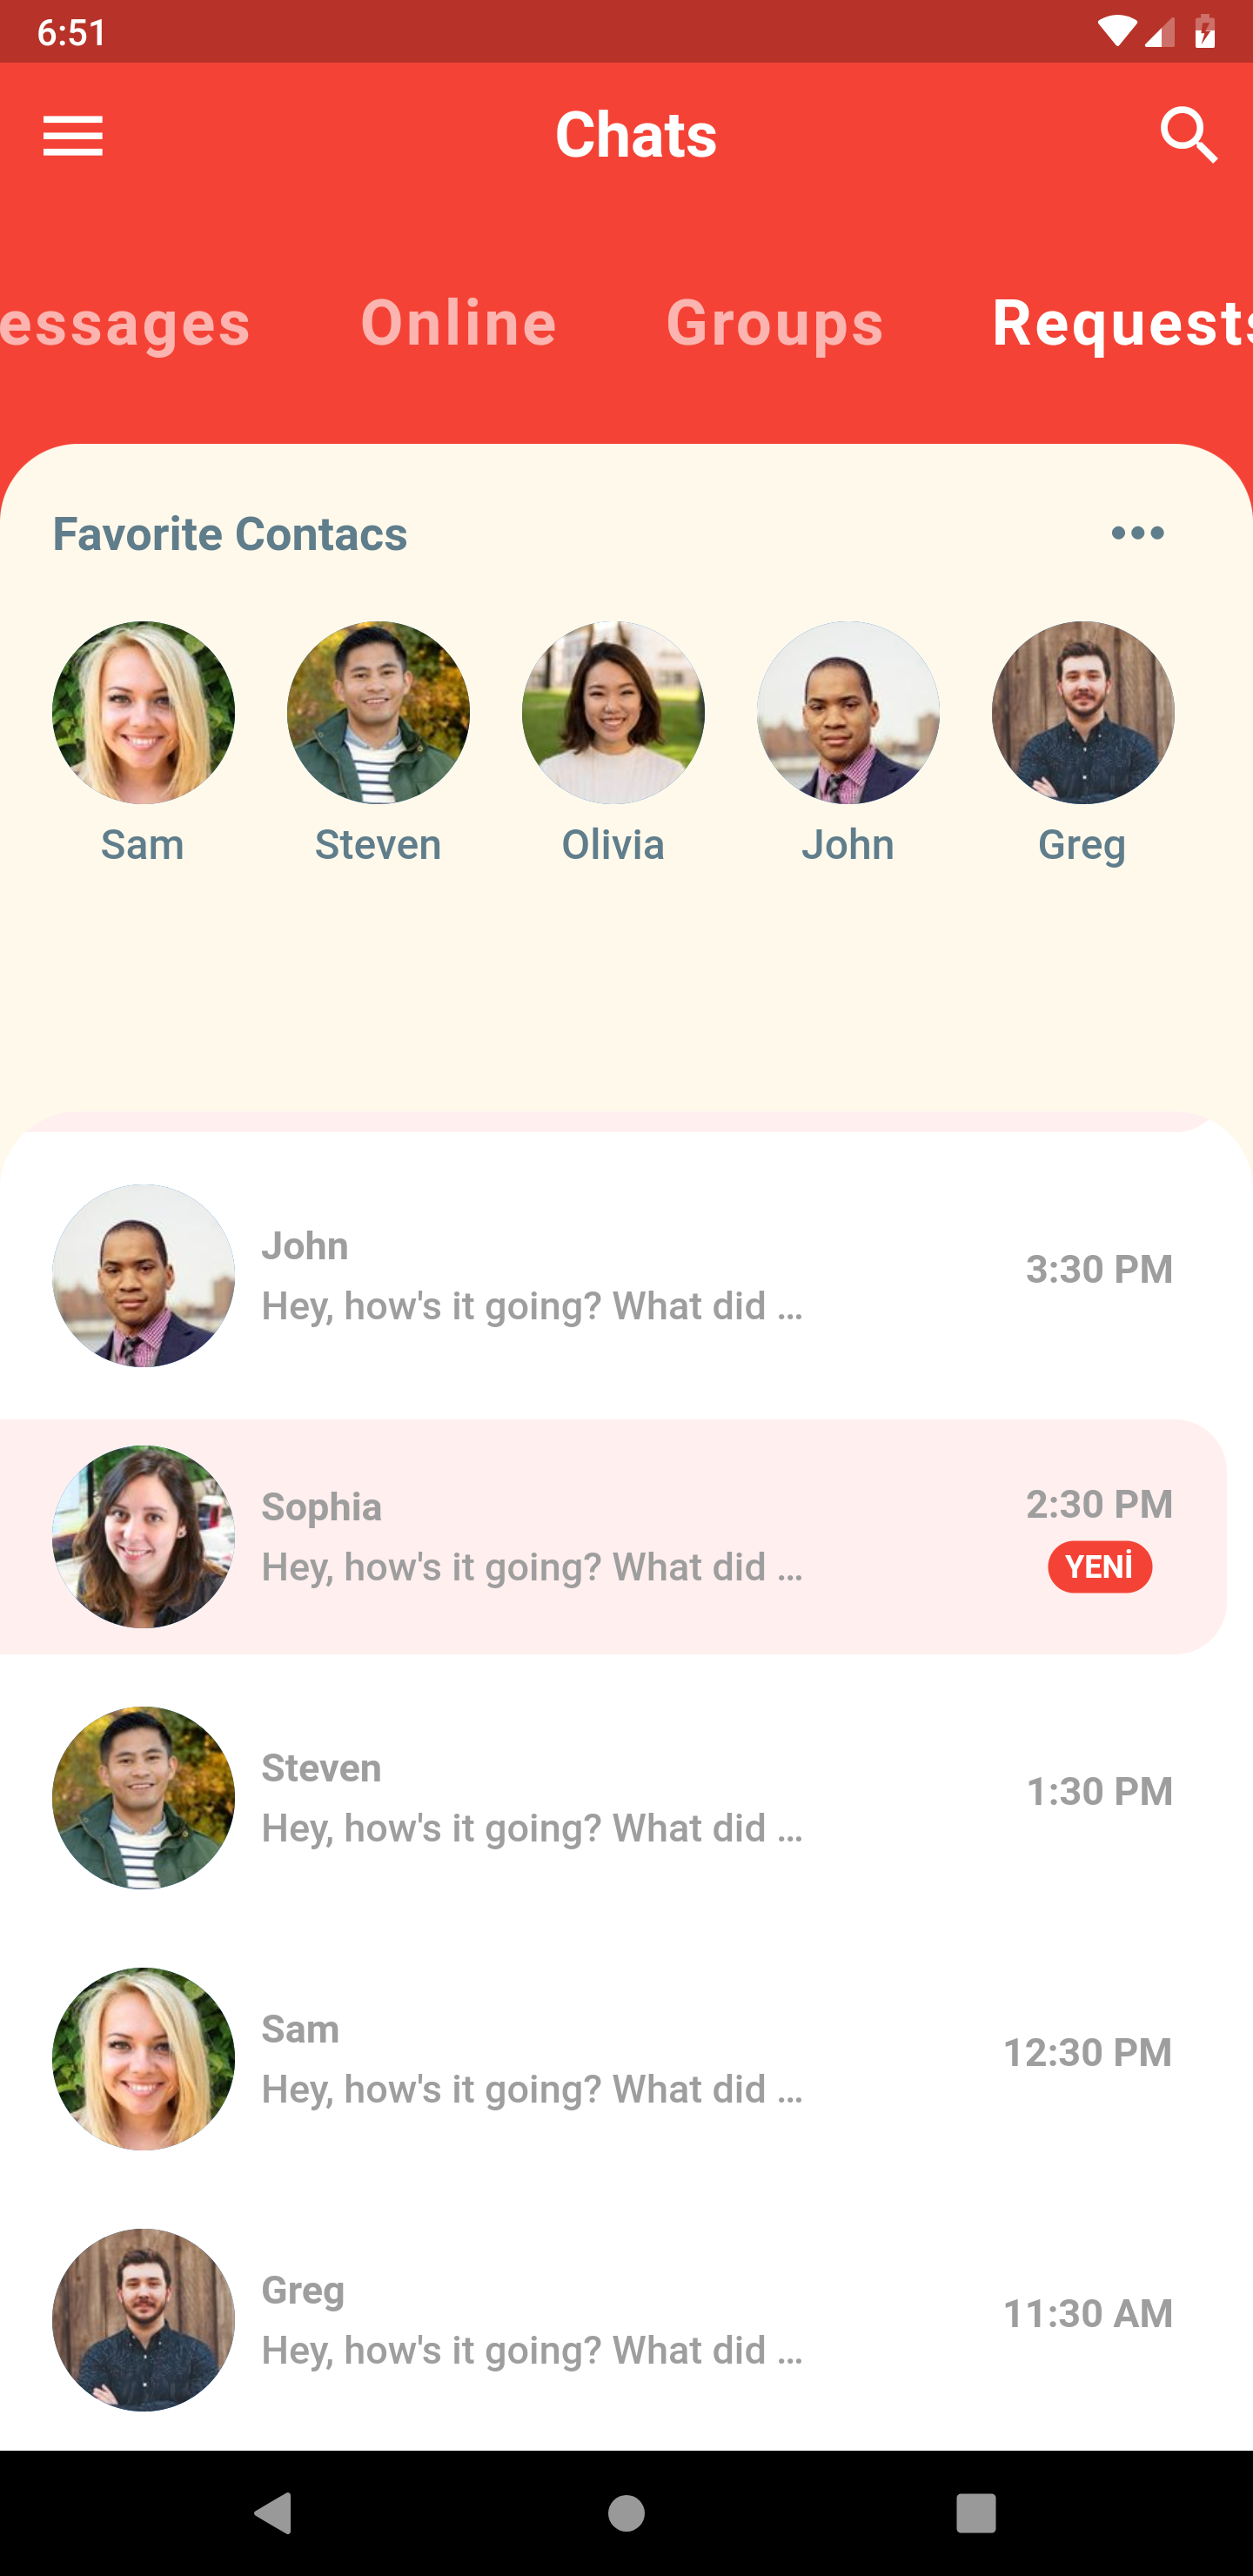 6:51
Chats
essages Online Groups Requests
Favorite Contacs
Sam Steven Olivia John Greg
John
3:30 PM
Hey, how's it going? What did ...
Sophia
2:30 PM
Hey, how's it going? What did ...
YENİ
Steven
1:30 PM
Hey, how's it going? What did ...
Sam
12:30 PM
Hey, how's it going? What did ...
Greg
11:30 AM
Hey, how's it going? What did ...